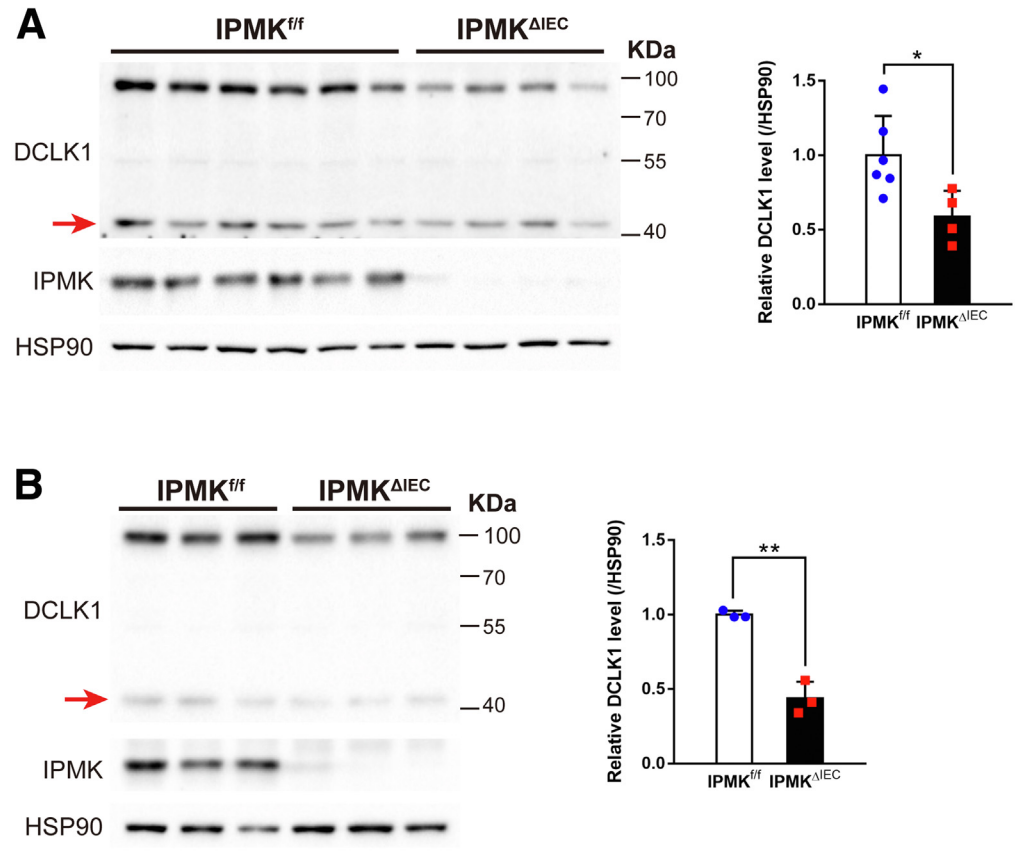 A
IPMKf/f IPMKΔIEC
KDa
100
70
DCLK1
55
40
IPMK
HSP90
Relative DCLK1 level (/HSP90)
*
1.5
1.0
0.5
0.0
IPMKf/f IPMKΔIEC
B
IPMKf/f IPMKΔIEC
KDa
100
70
DCLK1
55
40
IPMK
HSP90
Relative DCLK1 level (/HSP90)
**
1.5
1.0
0.5
0.0
IPMKf/f IPMKΔIEC